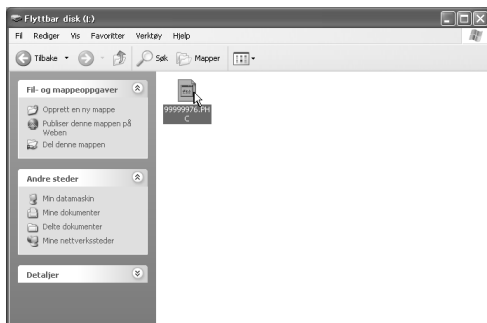 Flyttbar disk (J:)
Fil Rediger Vis Favoritter Verktøy Hjelp
Tilbake Søk Mapper
Fil- og mappeoppgaver
Opprett en ny mappe
Publiser denne mappen på
Weben
Del denne mappen
Andre steder
Min datamaskin
Mine dokumenter
Delte dokumenter
Mine nettverkssteder
Detaljer
99999976.PH
C